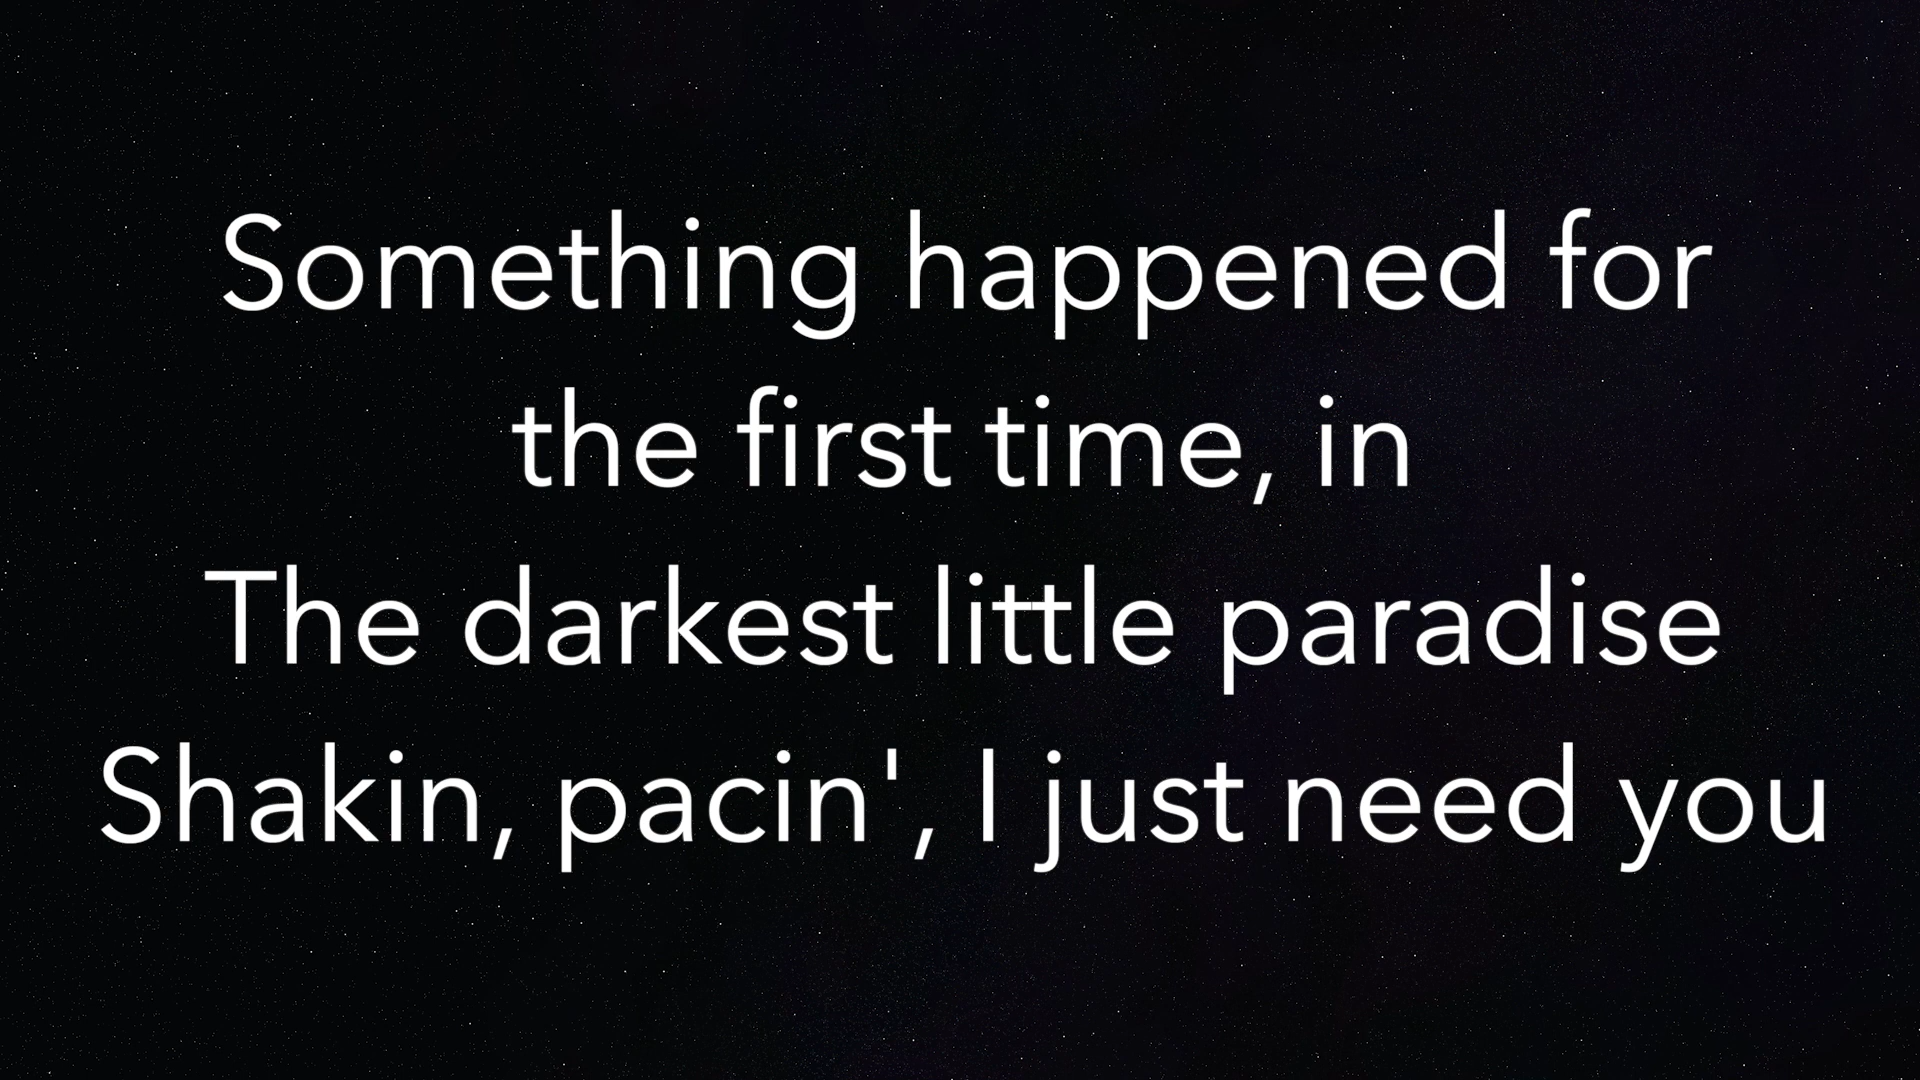 Something happened for
the first time, in
The darkest little paradise
Shakin, pacin', I just need you